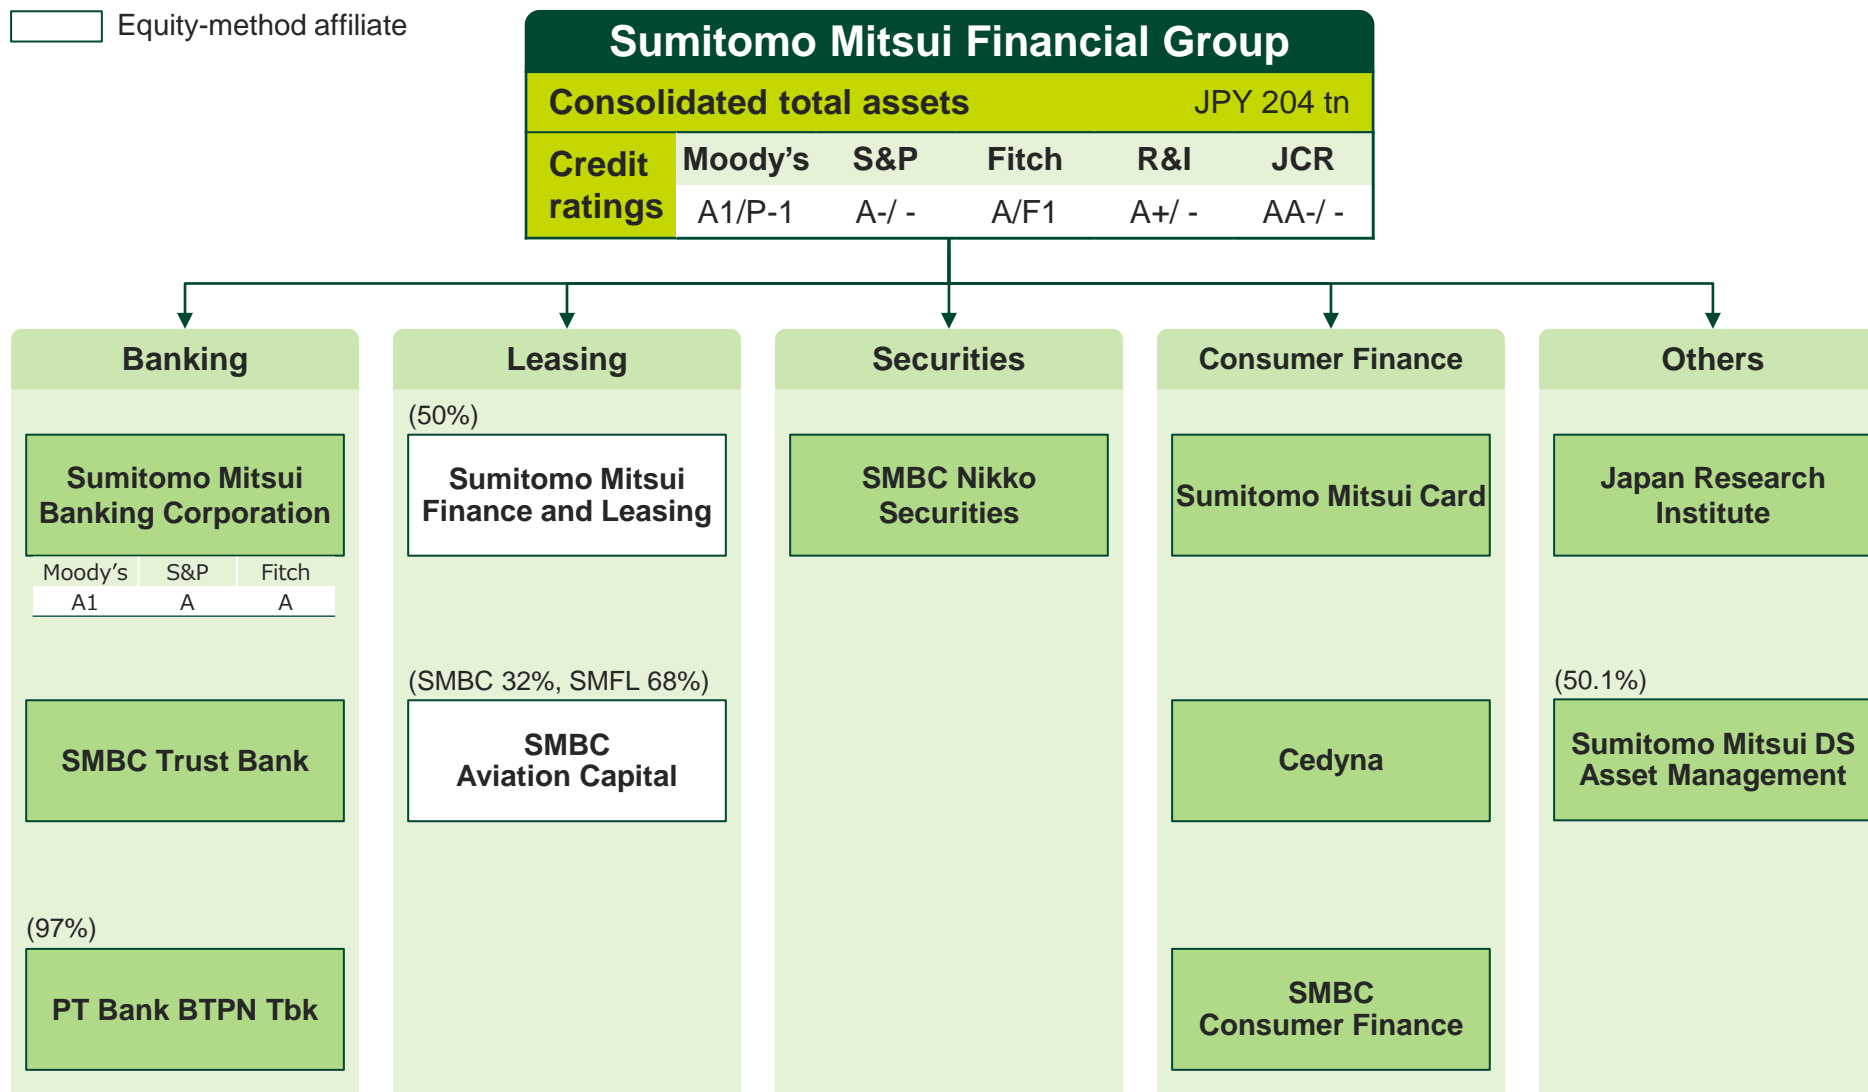 Equity-method affiliate
Sumitomo Mitsui Financial Group
Consolidated total assets JPY 204 tn
Credit ratings
Moody’s S&P Fitch R&I JCR
A1/P-1 A-/ - A/F1 A+/ - AA-/ -
Banking
Sumitomo Mitsui
Banking Corporation
Moody’s S&P Fitch
A1 A A
SMBC Trust Bank
(97%)
PT Bank BTPN Tbk
Leasing
(50%)
Sumitomo Mitsui
Finance and Leasing
(SMBC 32%, SMFL 68%)
SMBC
Aviation Capital
Securities
SMBC Nikko
Securities
Consumer Finance
Sumitomo Mitsui Card
Cedyna
SMBC
Consumer Finance
Others
Japan Research
Institute
(50.1%)
Sumitomo Mitsui DS
Asset Management